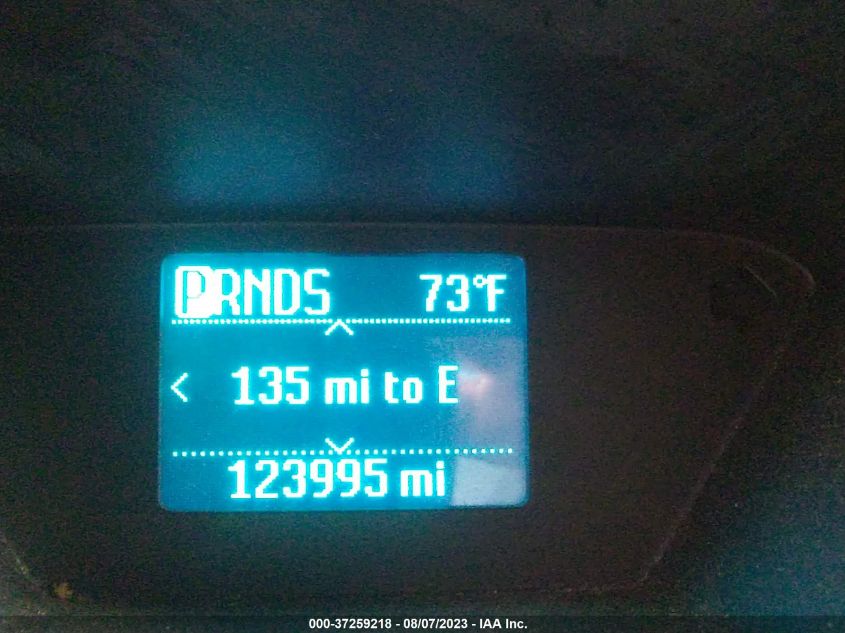 PRNDS 73°F
135 mi to E
123995 mi
000-37259218 - 08/07/2023 - IAA Inc.